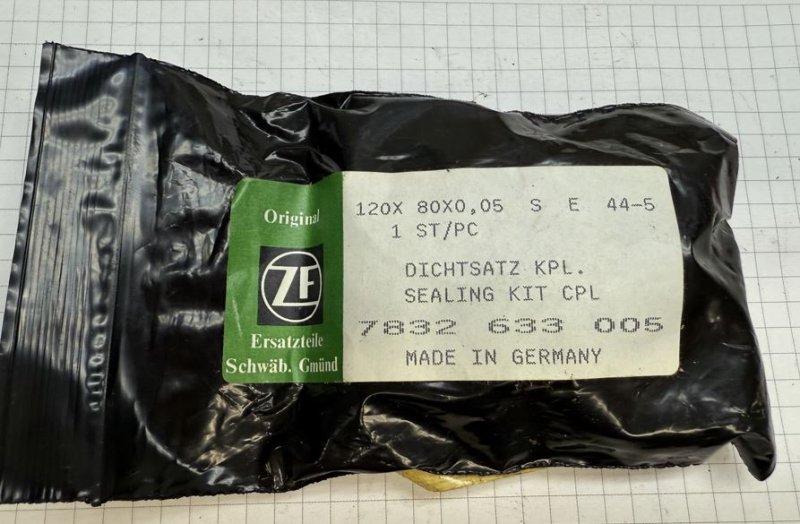 Original
ZF
Ersatzteile
Schwäb. Gmünd
120X 80X0,05 S E 44-5
1 ST/PC
DICHTSATZ KPL.
SEALING KIT CPL
7832 633 005
MADE IN GERMANY